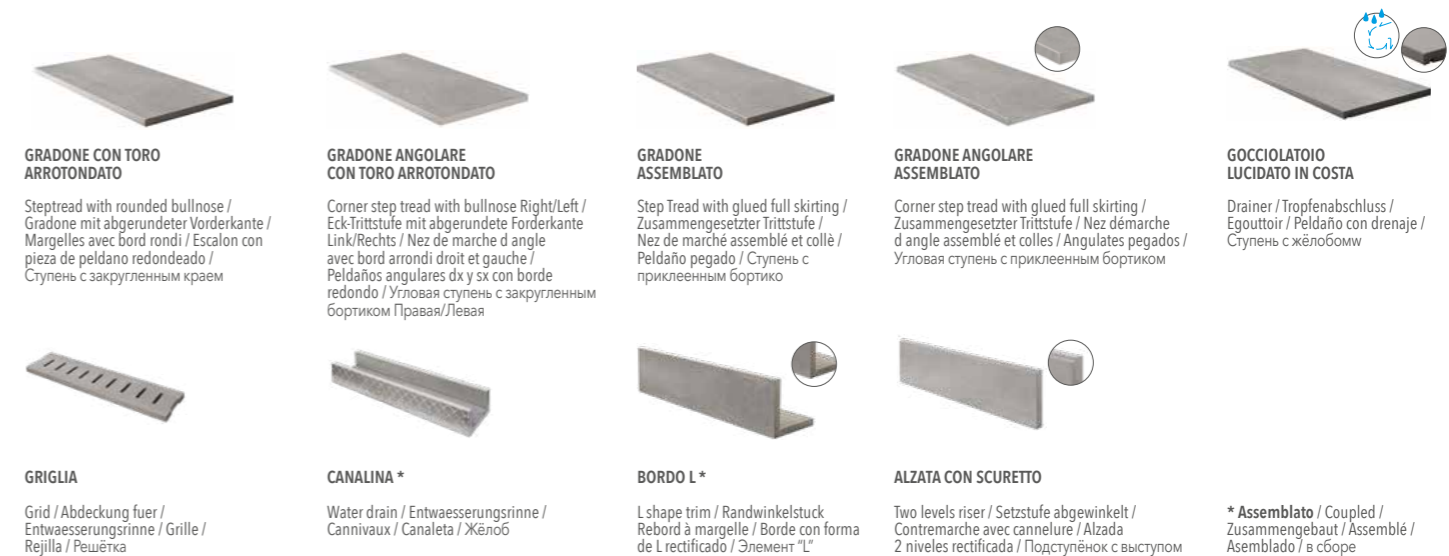 GRADONE CON TORO
ARROTONDATO
Steptread with rounded bullnose /
Gradone mit abgerundeter Vorderkante /
Margelles avec bord rondi / Escalon con
pieza de peldano redondeado /
Ступень с закругленным краем
GRADONE ANGOLARE
CON TORO ARROTONDATO
Corner step tread with bullnose Right/Left /
Eck-Trittstufe mit abgerundete Forderkante
Link/Rechts / Nez de marche d angle
avec bord arrondi droit et gauche /
Peldaños angulares dx y sx con borde
redondo / Угловая ступень с закругленным
бортиком Правая/Левая
GRADONE
ASSEMBLATO
Step Tread with glued full skirting /
Zusammengesetzter Trittstufe /
Nez de marché assemblé et collè /
Peldaño pegado / Ступень с
приклеенным бортико
GRADONE ANGOLARE
ASSEMBLATO
Corner step tread with glued full skirting /
Zusammengesetzter Trittstufe / Nez démarche
d angle assemblé et colles / Angulates pegados /
Угловая ступень с приклеенным бортиком
GOCCIOLATOIO
LUCIDATO IN COSTA
Drainer / Tropfenabschluss /
Egouttoir / Peldaño con drenaje /
Ступень с жёлобомw
GRIGLIA
Grid / Abdeckung fuer /
Entwaesserungsrinne / Grille /
Rejilla / Решётка
CANALINA *
Water drain / Entwaesserungsrinne /
Cannivaux / Canaleta / Жёлоб
BORDO L *
L shape trim / Randwinkelstuck
Rebord à margelle / Borde con forma
de L rectificado / Элемент "L"
ALZATA CON SCURETTO
Two levels riser / Setzstufe abgewinkelt /
Contremarche avec cannelure / Alzada
2 niveles rectificada / Подступёнок с выступом
* Assemblato / Coupled /
Zusammengebaut / Assemblé /
Asemblado / в сборе